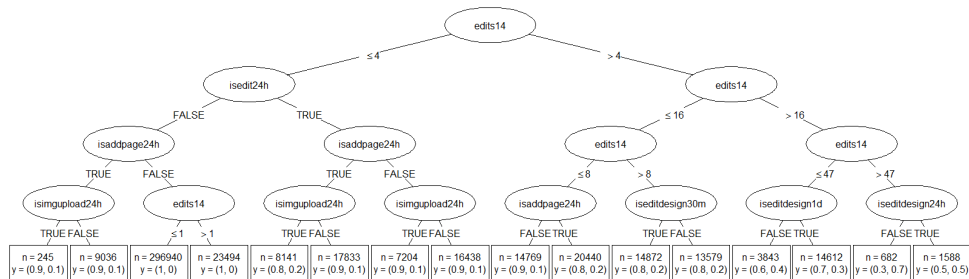 edits14
≤ 4
> 4
isedit24h
edits14
FALSE
TRUE
≤ 16
> 16
isaddpage24h
isaddpage24h
edits14
edits14
TRUE
FALSE
TRUE
FALSE
≤ 8
> 8
≤ 47
> 47
isimgupload24h
edits14
isimgupload24h
isimgupload24h
isaddpage24h
iseditdesign30m
iseditdesign1d
iseditdesign24h
TRUE FALSE
≤ 1
> 1
TRUE FALSE
TRUE FALSE
FALSE TRUE
TRUE FALSE
FALSE TRUE
FALSE TRUE
n = 245
n = 9036
n = 296940
n = 23494
n = 8141
n = 17833
n = 7204
n = 16438
n = 14769
n = 20440
n = 14872
n = 13579
n = 3843
n = 14612
n = 682
n = 1588
y = (0.9, 0.1)
y = (0.9, 0.1)
y = (1, 0)
y = (1, 0)
y = (0.8, 0.2)
y = (0.9, 0.1)
y = (0.9, 0.1)
y = (0.9, 0.1)
y = (0.9, 0.1)
y = (0.8, 0.2)
y = (0.8, 0.2)
y = (0.8, 0.2)
y = (0.6, 0.4)
y = (0.7, 0.3)
y = (0.3, 0.7)
y = (0.5, 0.5)